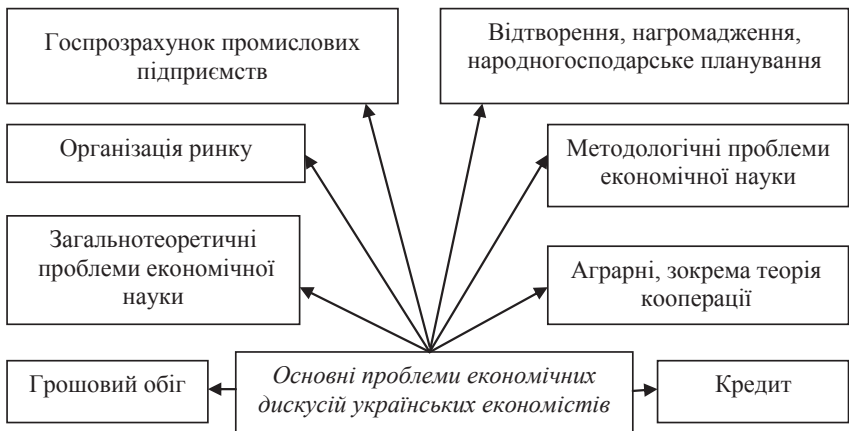 Госпрозрахунок промислових
підприємств
Відтворення, нагромадження,
народногосподарське планування
Організація ринку
Методологічні проблеми
економічної науки
Загальнотеоретичні
проблеми економічної
науки
Аграрні, зокрема теорія
кооперації
Грошовий обіг
Основні проблеми економічних
дискусій українських економістів
Кредит